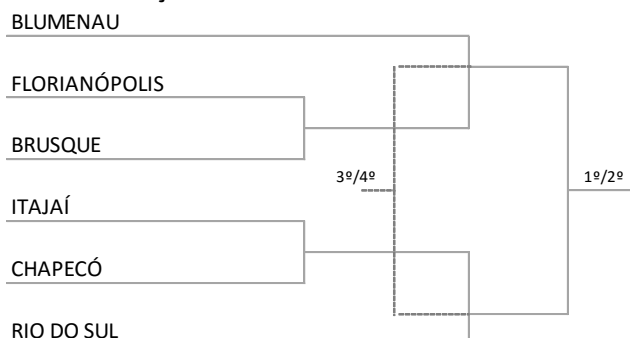 BLUMENAU
FLORIANÓPOLIS
BRUSQUE
3º/4º
1º/2º
ITAJAÍ
CHAPECÓ
RIO DO SUL